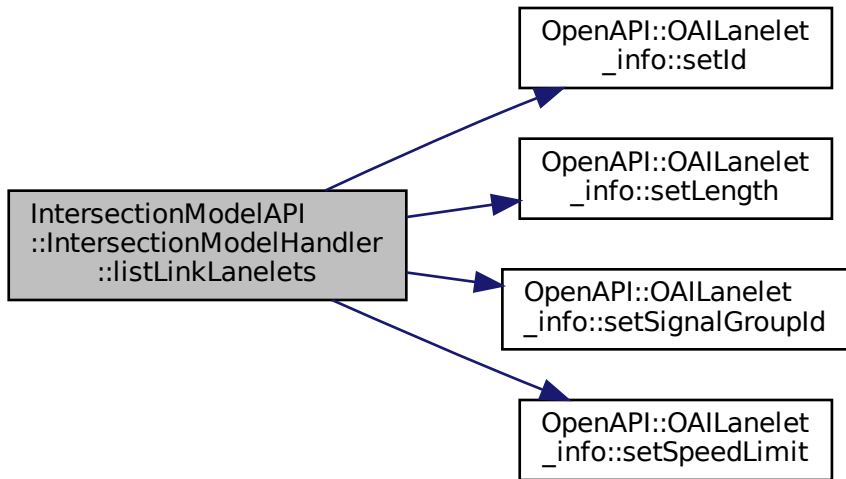 OpenAPI::OAILanelet
_info::setId
OpenAPI::OAILanelet
_info::setLength
IntersectionModelAPI
::IntersectionModelHandler
::listLinkLanelets
OpenAPI::OAILanelet
_info::setSignalGroupId
OpenAPI::OAILanelet
_info::setSpeedLimit